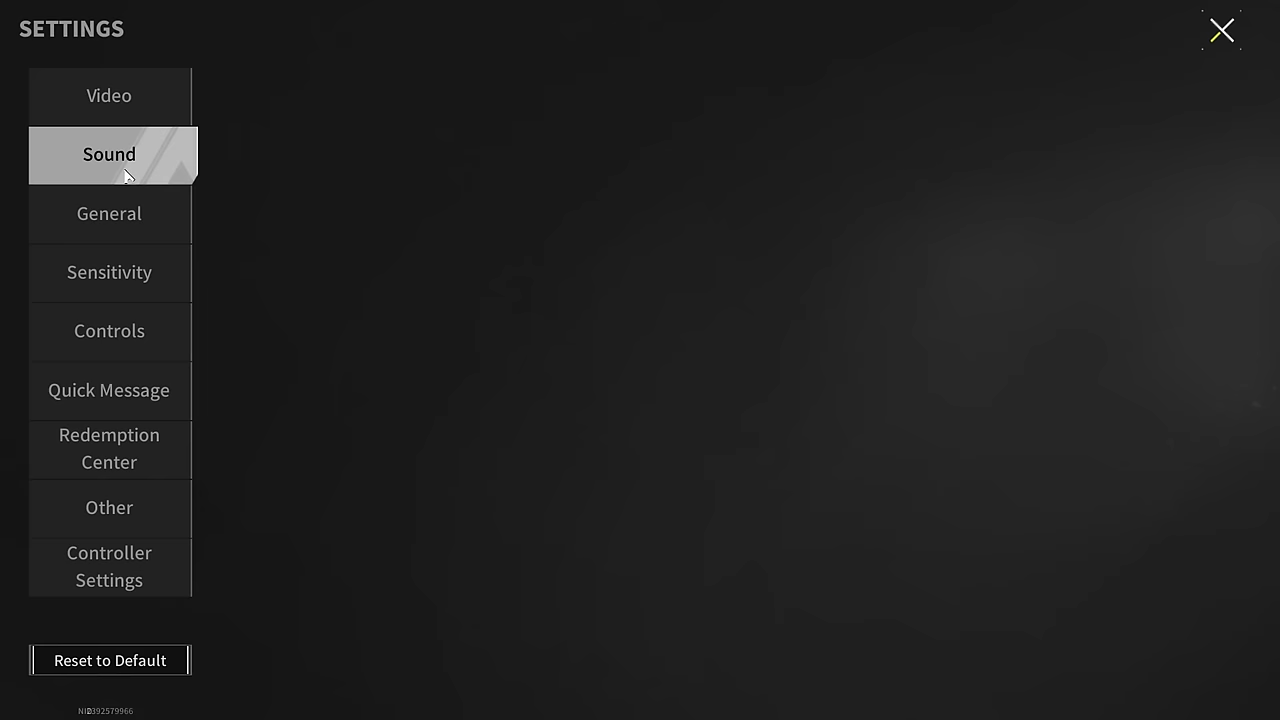 SETTINGS
Video
Sound
General
Sensitivity
Controls
Quick Message
Redemption
Center
Other
Controller
Settings
Reset to Default